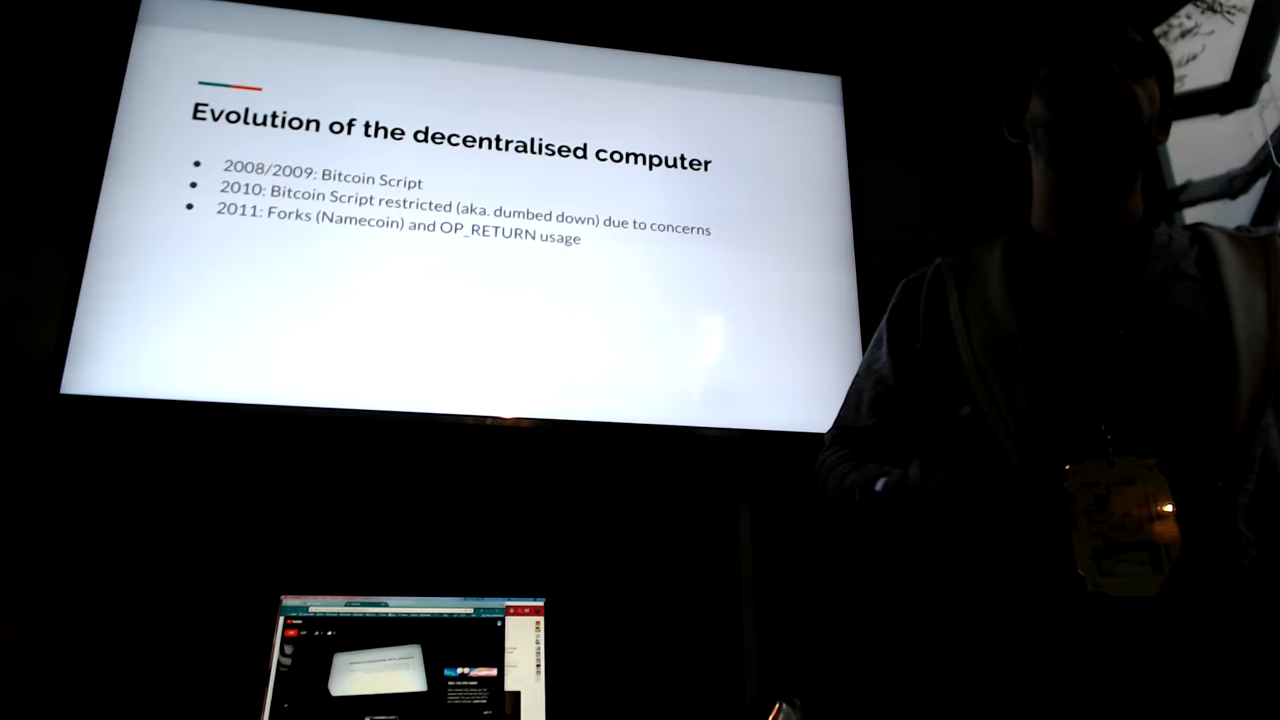 Evolution of the decentralised computer
● 2008/2009: Bitcoin Script
● 2010: Bitcoin Script restricted (aka. dumbed down) due to concerns
● 2011: Forks (Namecoin) and OP_RETURN usage